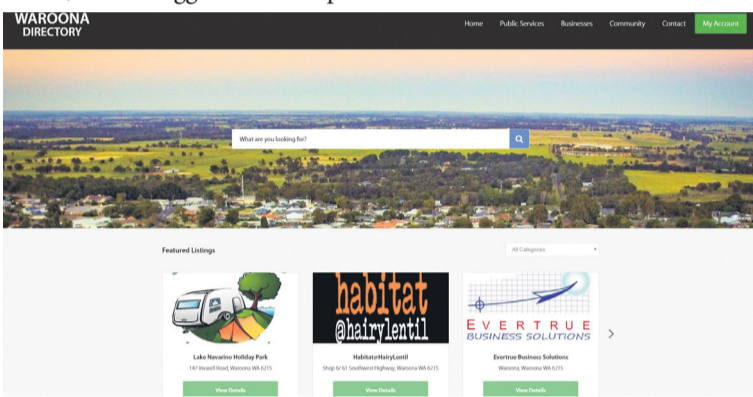 WAROONA
DIRECTORY
Home Public Services Businesses Community Contact My Account
What are you looking for?
Featured Listings
All Categories
habitat
@hairylentil
EVERTRUE
BUSINESS SOLUTIONS
Lake Navarino Holiday Park
147 Invarell Road, Waroona WA 6215
View Details
Habitat@HairyLentil
Shop 6/ 61 Southwest Highway, Waroona WA 6215
View Details
Evertrue Business Solutions
Waroona, Waroona WA 6215
View Details